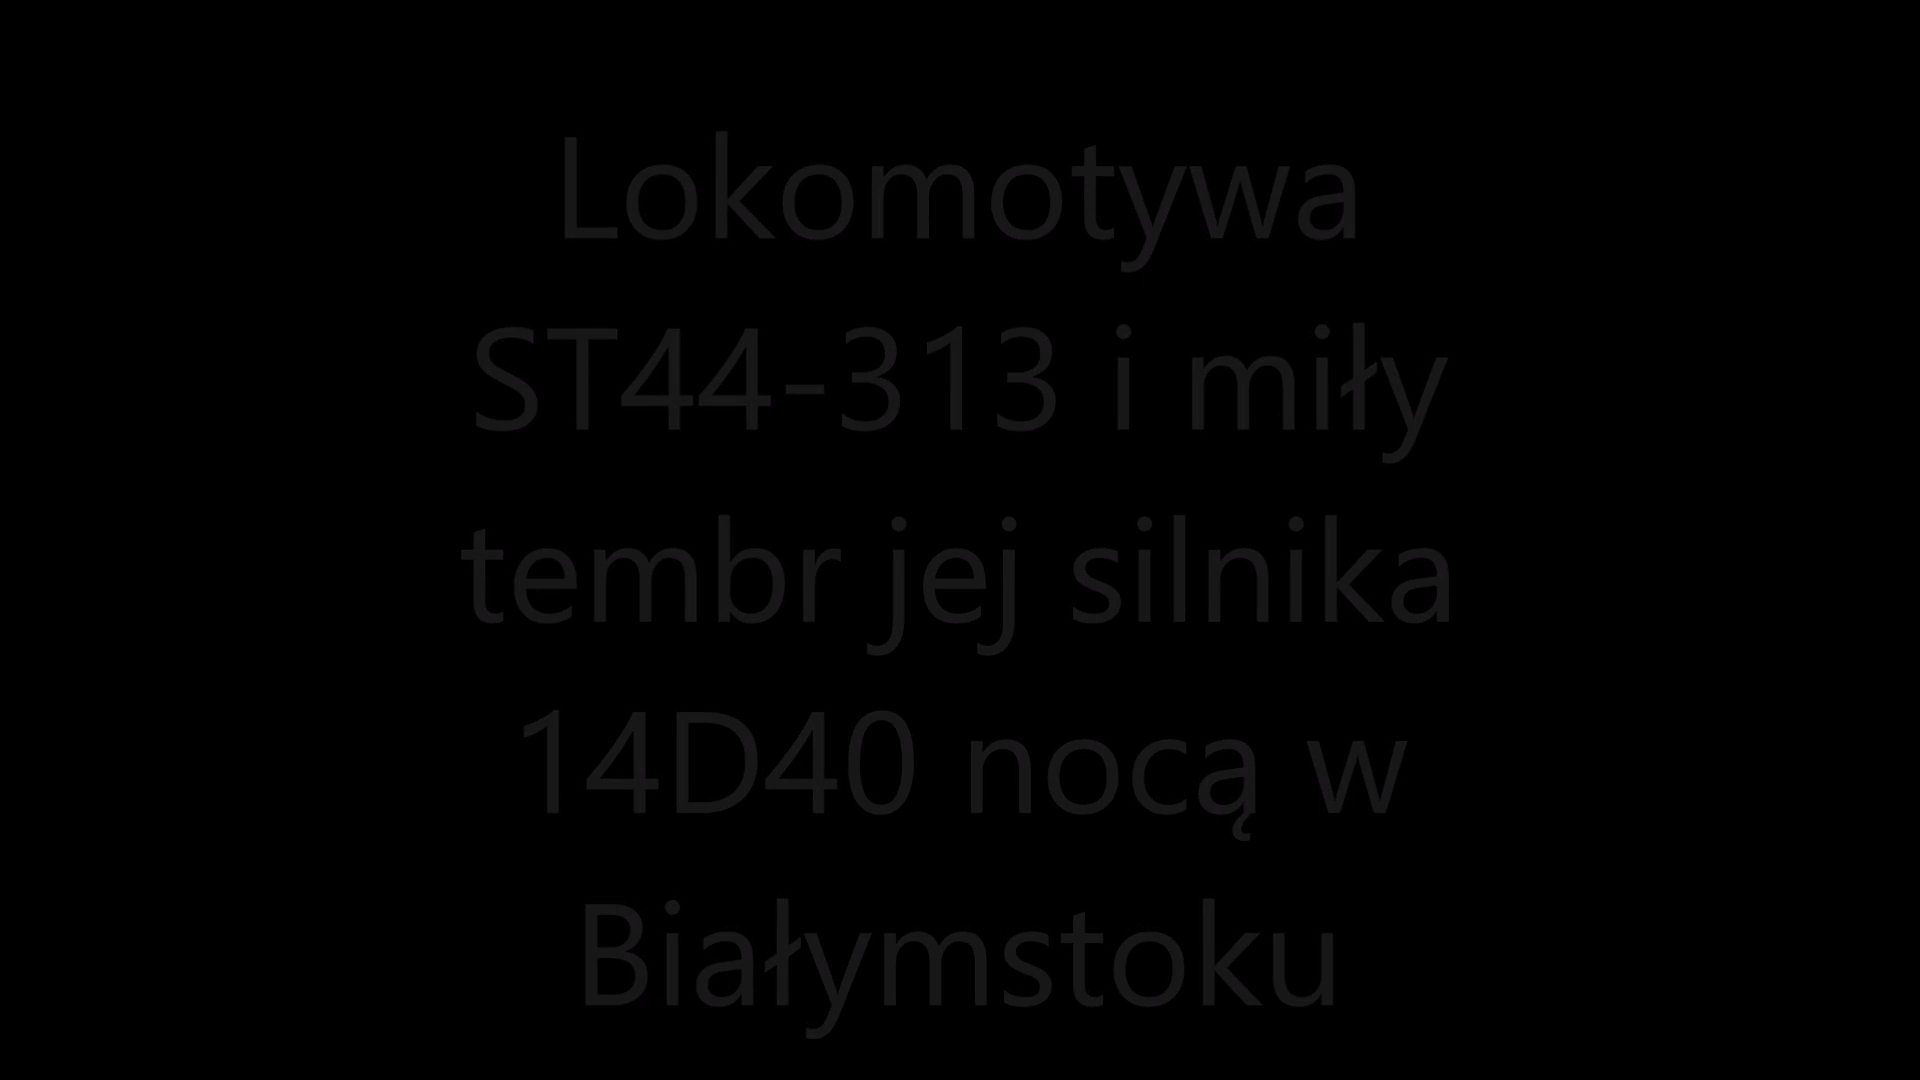 Lokomotywa
ST44-313 i miły
tembr jej silnika
14D40 nocą w
Białymstoku